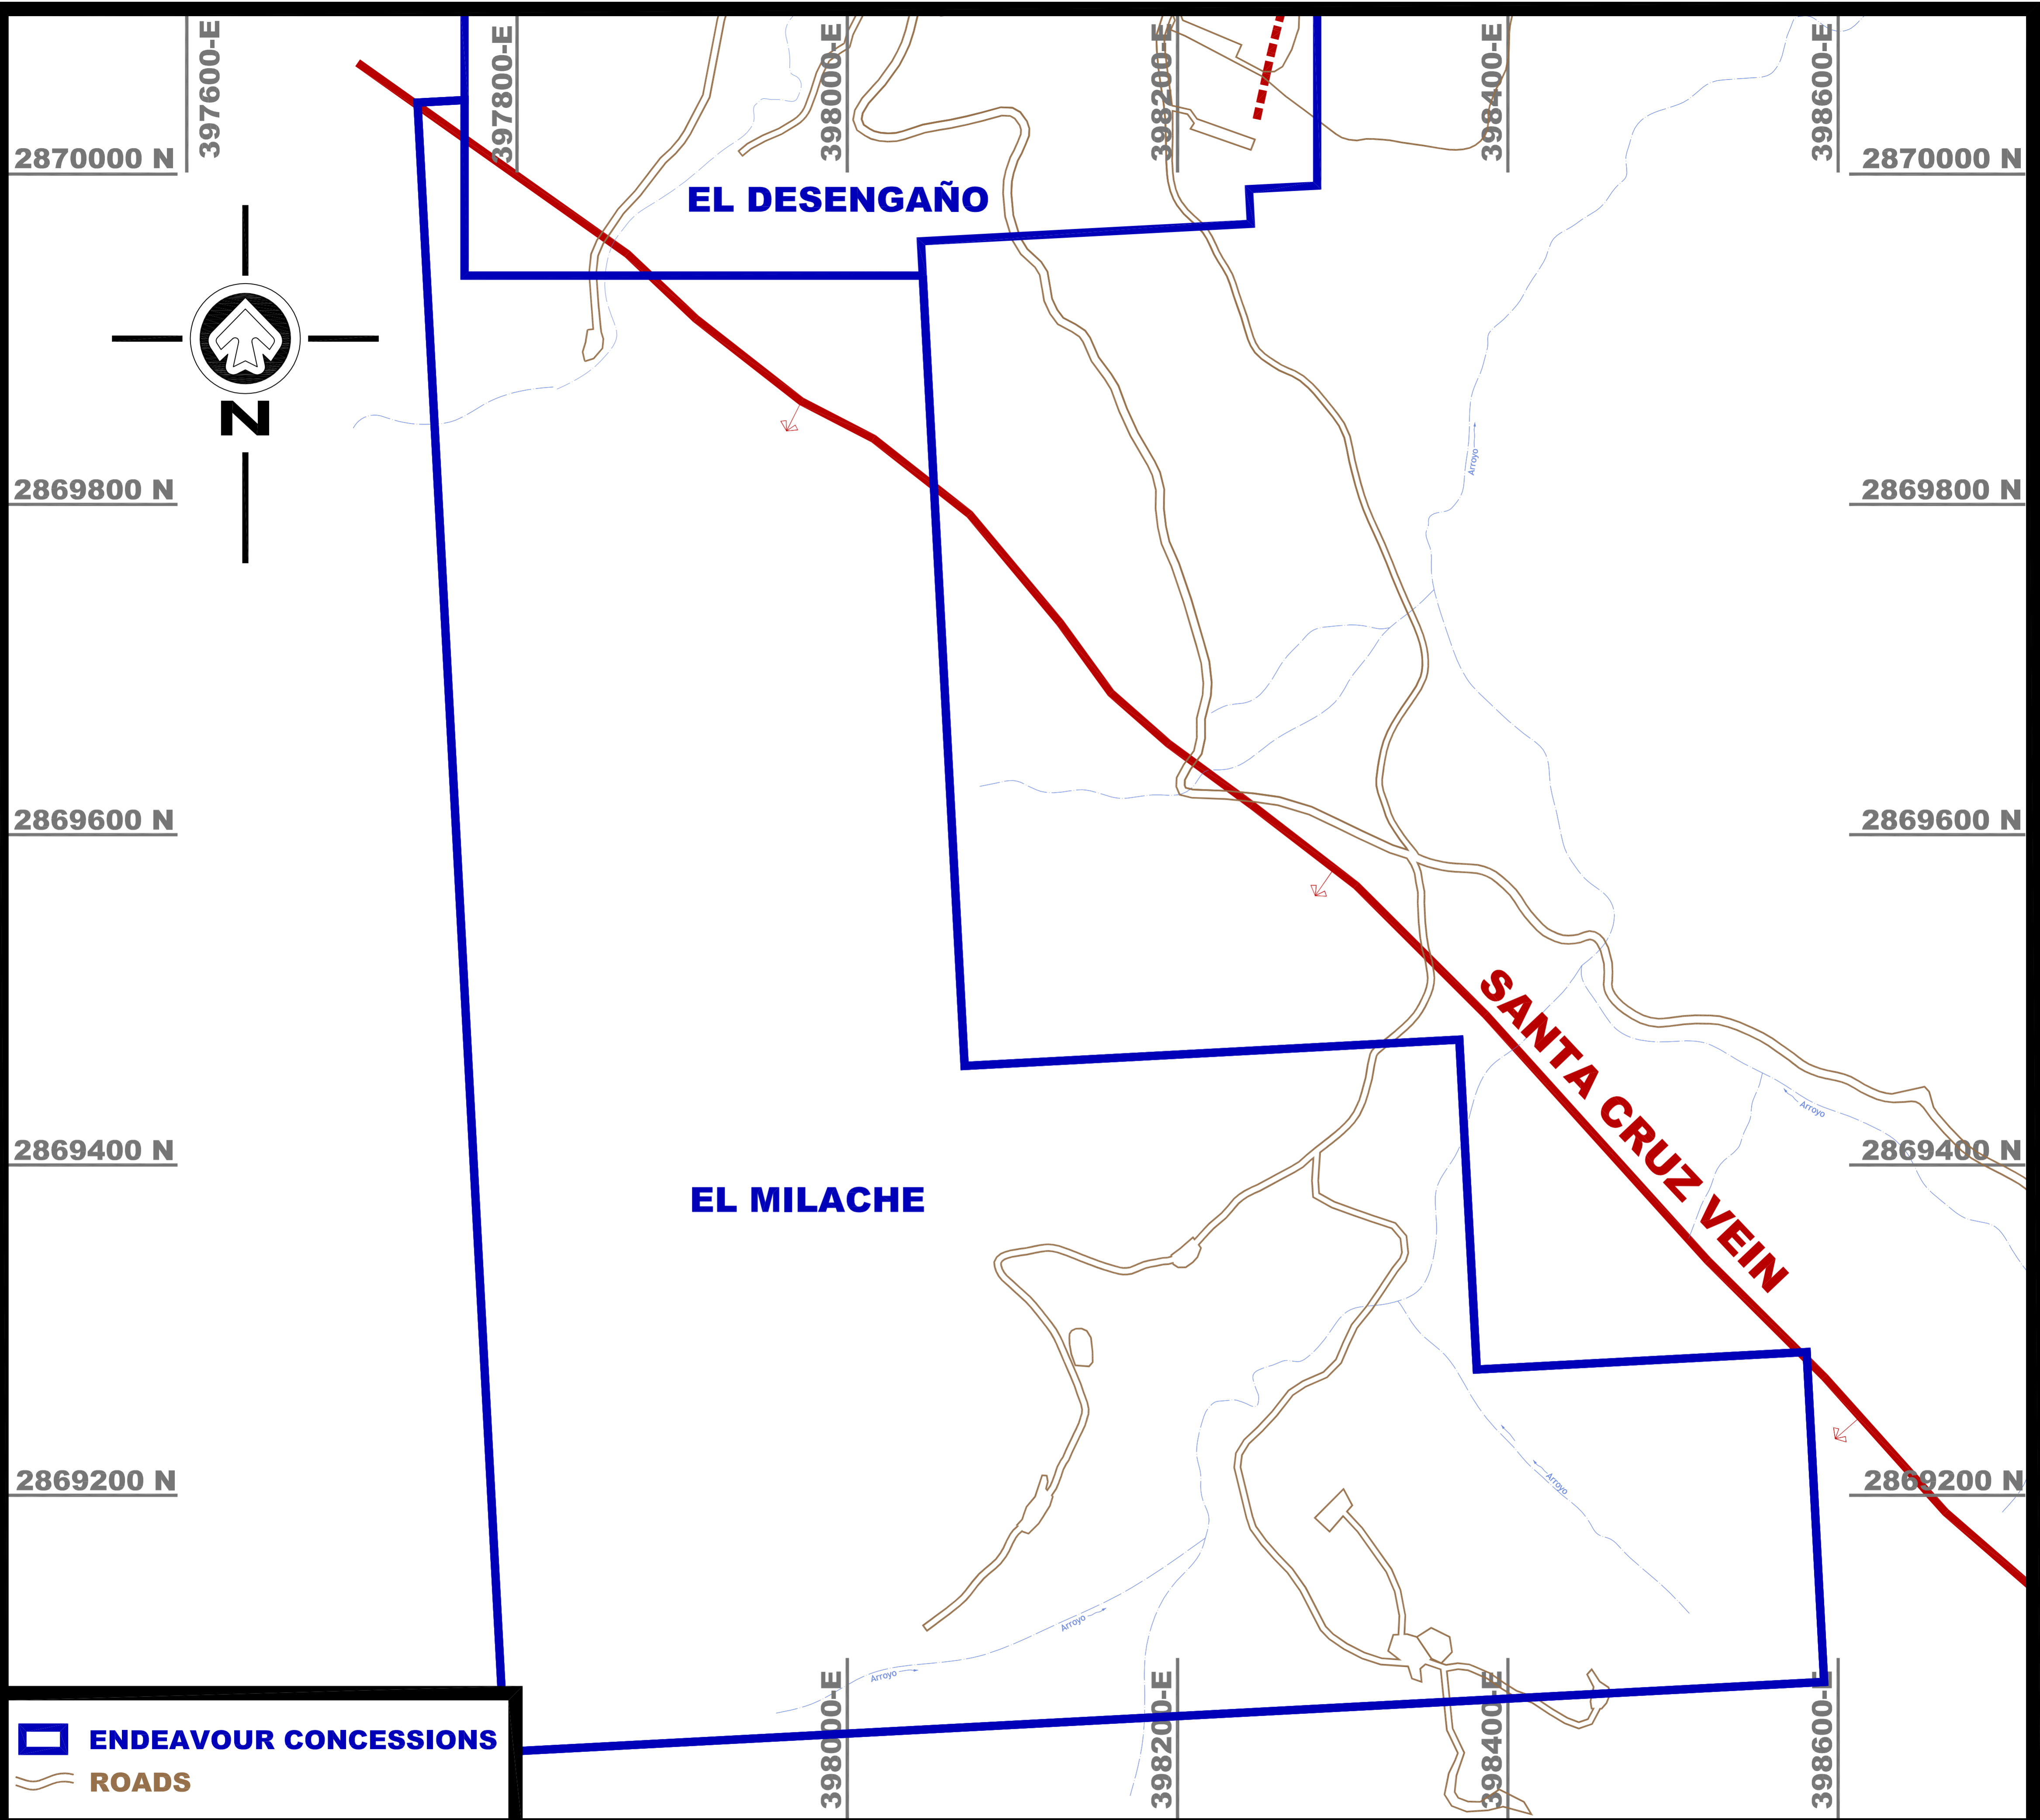 397600-E
397800-E
398000-E
398200-E
398400-E
398600-E
2870000 N
2870000 N
EL DESENGAÑO
N
Arroyo
2869800 N
2869800 N
2869600 N
2869600 N
SANTA CRUZ VEIN
Arroyo
2869400 N
2869400 N
EL MILACHE
2869200 N
2869200 N
Arroyo
Arroyo
Arroyo
398000-E
398200-E
398400-E
398600-E
ENDEAVOUR CONCESSIONS
ROADS